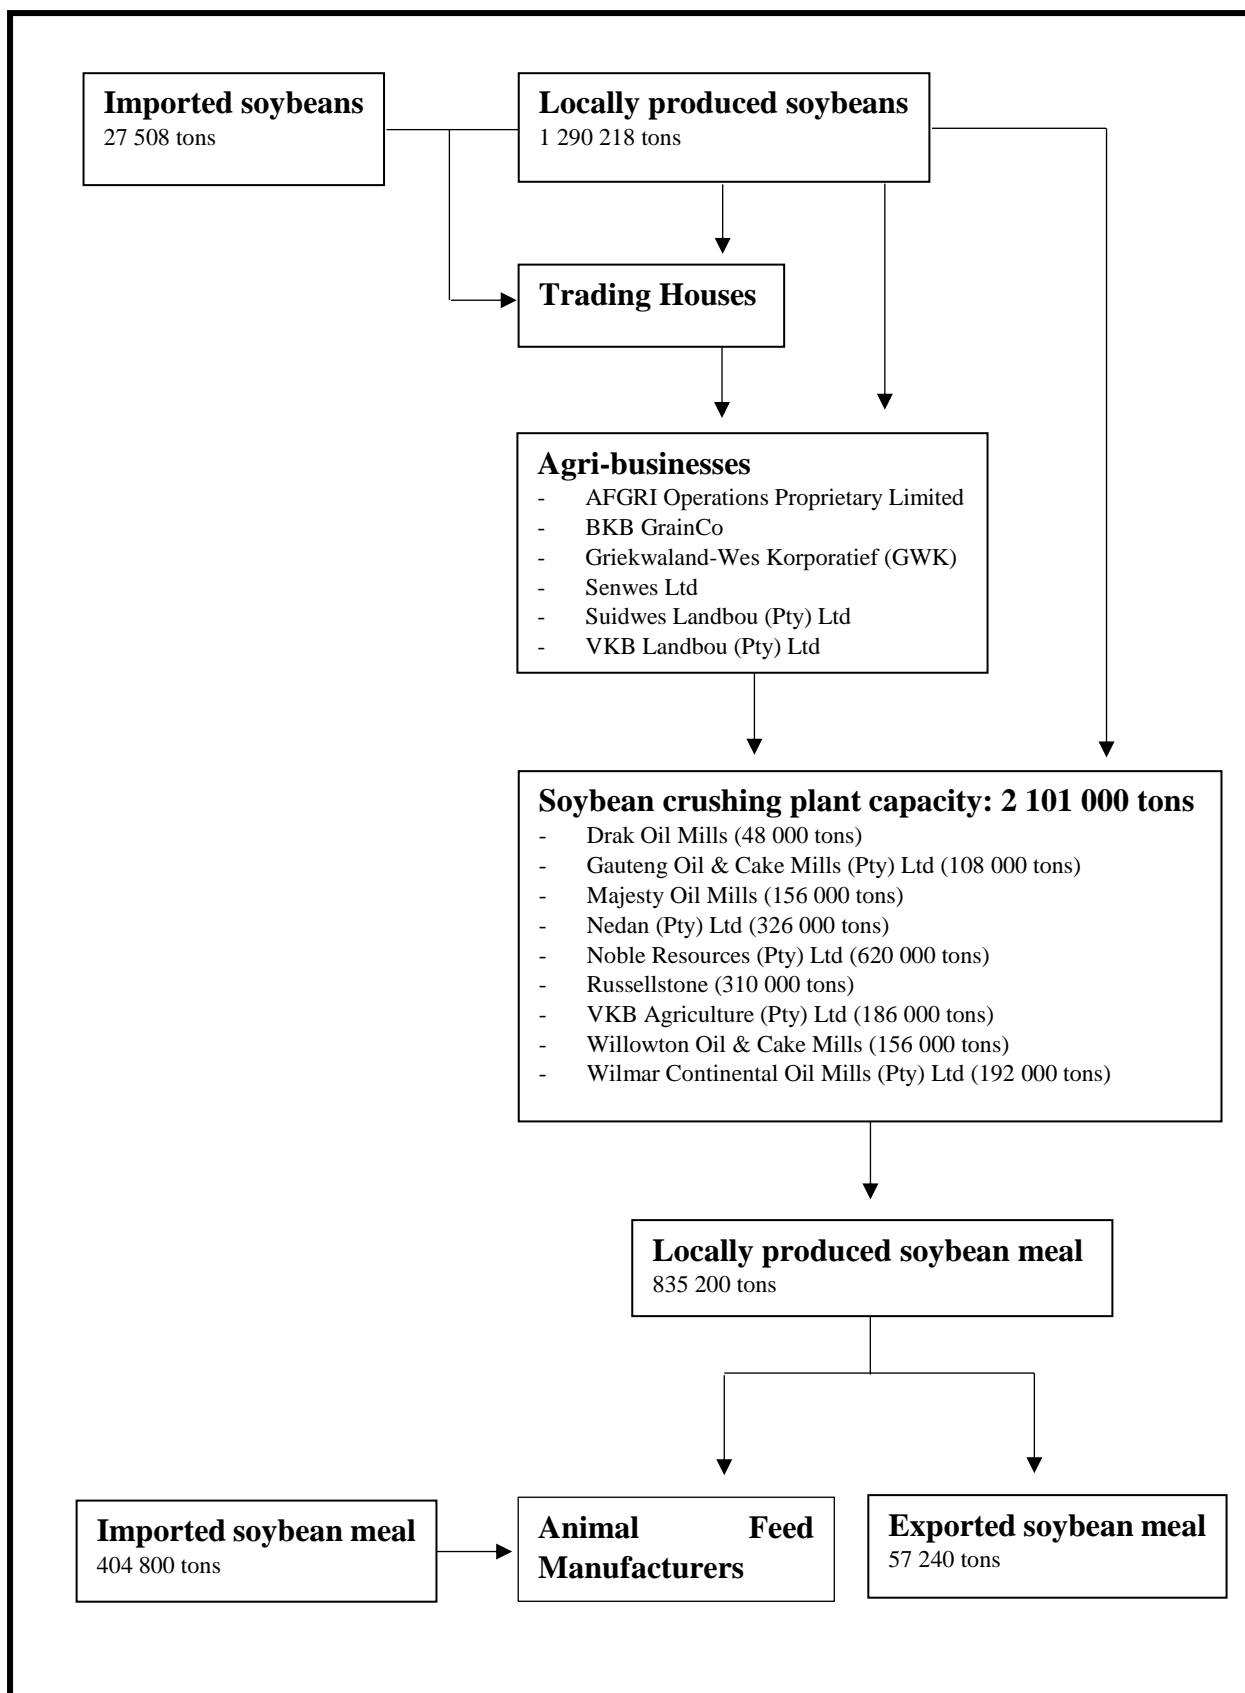 Imported soybeans
27 508 tons
Locally produced soybeans
1 290 218 tons
Trading Houses
Agri-businesses
- AFGRI Operations Proprietary Limited
- BKB GrainCo
- Griekwaland-Wes Korporatief (GWK)
- Senwes Ltd
- Suidwes Landbou (Pty) Ltd
- VKB Landbou (Pty) Ltd
Soybean crushing plant capacity: 2 101 000 tons
- Drak Oil Mills (48 000 tons)
- Gauteng Oil & Cake Mills (Pty) Ltd (108 000 tons)
- Majesty Oil Mills (156 000 tons)
- Nedan (Pty) Ltd (326 000 tons)
- Noble Resources (Pty) Ltd (620 000 tons)
- Russellstone (310 000 tons)
- VKB Agriculture (Pty) Ltd (186 000 tons)
- Willowton Oil & Cake Mills (156 000 tons)
- Wilmar Continental Oil Mills (Pty) Ltd (192 000 tons)
Locally produced soybean meal
835 200 tons
Imported soybean meal
404 800 tons
Animal Feed
Manufacturers
Exported soybean meal
57 240 tons